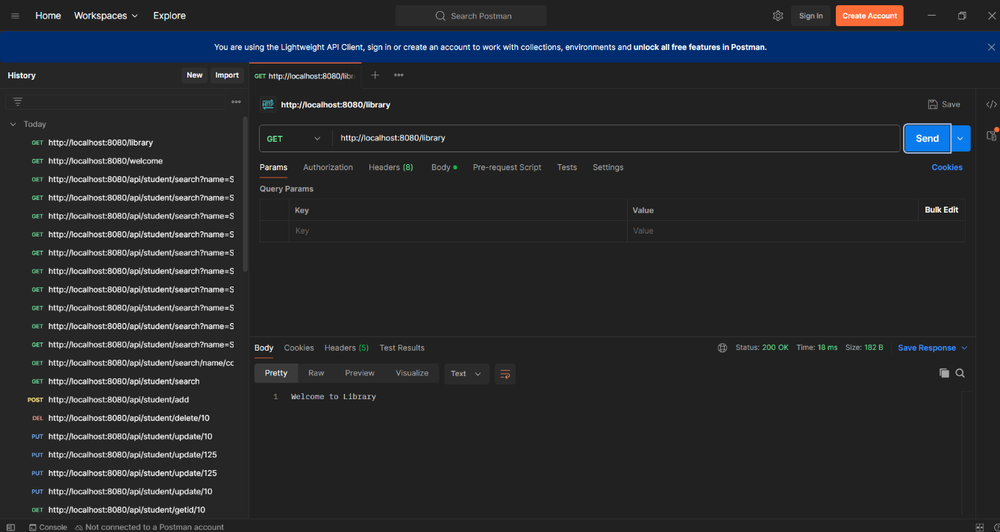 Home Workspaces Explore Search Postman Sign In Create Account
You are using the Lightweight API Client, sign in or create an account to work with collections, environments and unlock all free features in Postman.
History New Import GET http://localhost:8080/libr
HTTP http://localhost:8080/library Save </>
Today
GET http://localhost:8080/library
GET http://localhost:8080/welcome
GET http://localhost:8080/api/student/search?name=S
GET http://localhost:8080/api/student/search?name=S
GET http://localhost:8080/api/student/search?name=S
GET http://localhost:8080/api/student/search?name=S
GET http://localhost:8080/api/student/search?name=S
GET http://localhost:8080/api/student/search?name=S
GET http://localhost:8080/api/student/search?name=S
GET http://localhost:8080/api/student/search?name=S
GET http://localhost:8080/api/student/search?name=S
GET http://localhost:8080/api/student/search?name=S
GET http://localhost:8080/api/student/search/name/cc
GET http://localhost:8080/api/student/search
POST http://localhost:8080/api/student/add
DEL http://localhost:8080/api/student/delete/10
PUT http://localhost:8080/api/student/update/10
PUT http://localhost:8080/api/student/update/125
PUT http://localhost:8080/api/student/update/125
PUT http://localhost:8080/api/student/update/10
GET http://localhost:8080/api/student/getid/10
GET http://localhost:8080/library Send
Params Authorization Headers (8) Body Pre-request Script Tests Settings Cookies
Query Params
Key Value Bulk Edit
Key Value
Body Cookies Headers (5) Test Results Status: 200 OK Time: 18 ms Size: 182 B Save Response
Pretty Raw Preview Visualize Text
1 Welcome to Library
Console Not connected to a Postman account